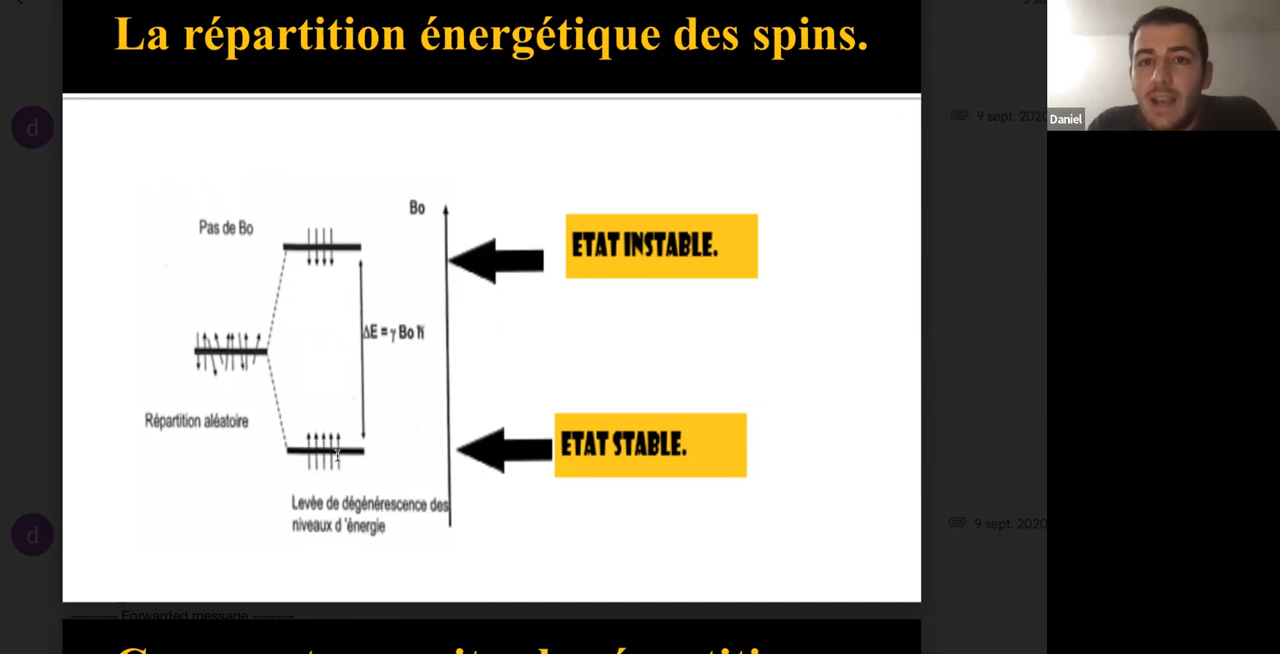 La répartition énergétique des spins.
d
9 sept. 2020
Daniel
Pas de Bo
Bo
ETAT INSTABLE.
ΔE = γ Bo ħ
Répartition aléatoire
ETAT STABLE.
Levée de dégénérescence des
niveaux d'énergie
d
9 sept. 2020
---------- Forwarded message ----------